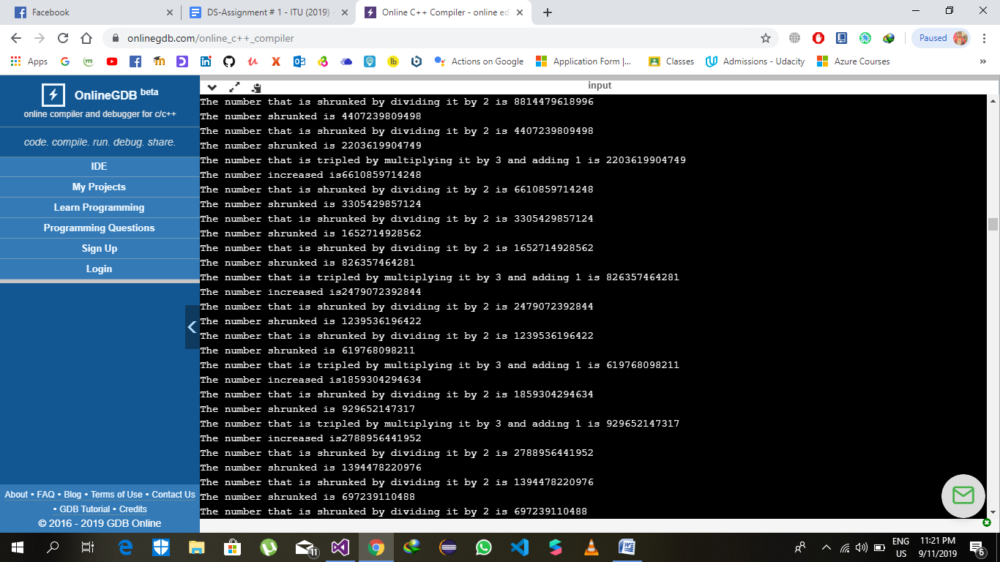 Facebook
DS-Assignment # 1 - ITU (2019) -
Online C++ Compiler - online ed
onlinegdb.com/online_c++_compiler
Paused
Apps
Actions on Google
Application Form |...
Classes
Admissions - Udacity
Azure Courses
»
OnlineGDB beta
online compiler and debugger for c/c++
code. compile. run. debug. share.
IDE
My Projects
Learn Programming
Programming Questions
Sign Up
Login
About • FAQ • Blog • Terms of Use • Contact Us
• GDB Tutorial • Credits
© 2016 - 2019 GDB Online
input
The number that is shrunked by dividing it by 2 is 8814479618996
The number shrunked is 4407239809498
The number that is shrunked by dividing it by 2 is 4407239809498
The number shrunked is 2203619904749
The number that is tripled by multiplying it by 3 and adding 1 is 2203619904749
The number increased is6610859714248
The number that is shrunked by dividing it by 2 is 6610859714248
The number shrunked is 3305429857124
The number that is shrunked by dividing it by 2 is 3305429857124
The number shrunked is 1652714928562
The number that is shrunked by dividing it by 2 is 1652714928562
The number shrunked is 826357464281
The number that is tripled by multiplying it by 3 and adding 1 is 826357464281
The number increased is2479072392844
The number that is shrunked by dividing it by 2 is 2479072392844
The number shrunked is 1239536196422
The number that is shrunked by dividing it by 2 is 1239536196422
The number shrunked is 619768098211
The number that is tripled by multiplying it by 3 and adding 1 is 619768098211
The number increased is1859304294634
The number that is shrunked by dividing it by 2 is 1859304294634
The number shrunked is 929652147317
The number that is tripled by multiplying it by 3 and adding 1 is 929652147317
The number increased is2788956441952
The number that is shrunked by dividing it by 2 is 2788956441952
The number shrunked is 1394478220976
The number that is shrunked by dividing it by 2 is 1394478220976
The number shrunked is 697239110488
The number that is shrunked by dividing it by 2 is 697239110488
11
ENG
US
11:21 PM
9/11/2019
6